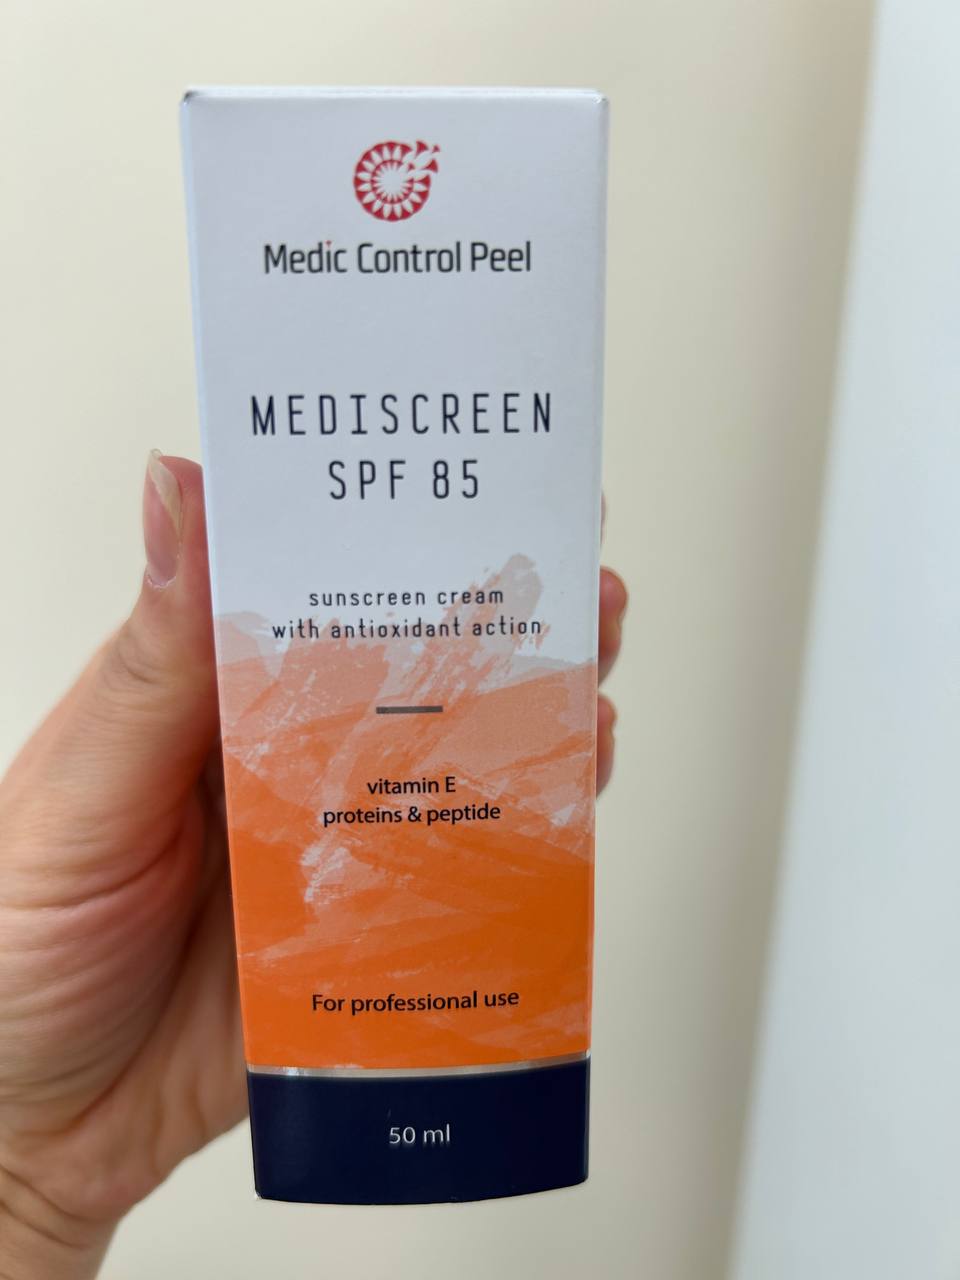 Medic Control Peel
MEDISCREEN
SPF 85
sunscreen cream
with antioxidant action
vitamin E
proteins & peptide
For professional use
50 ml